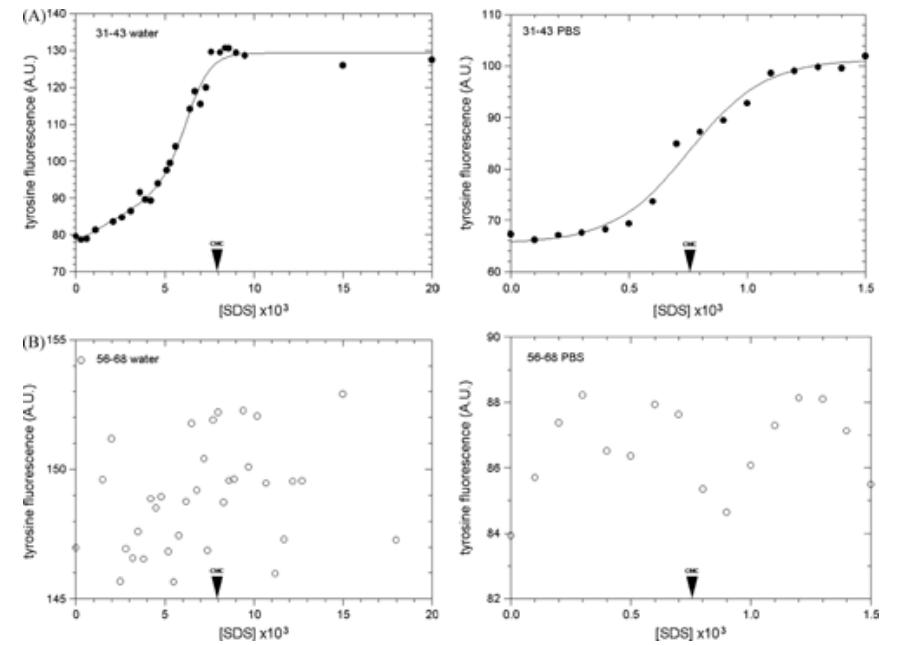 (A)
140
130
120
110
100
90
80
70
31-43 water
tyrosine fluorescence (A.U.)
CMC
0 5 10 15 20
[SDS] x10³
110
100
90
80
70
60
31-43 PBS
tyrosine fluorescence (A.U.)
CMC
0.0 0.5 1.0 1.5
[SDS] x10³
(B)
155
150
145
56-68 water
tyrosine fluorescence (A.U.)
CMC
0 5 10 15 20
[SDS] x10³
90
88
86
84
82
56-68 PBS
tyrosine fluorescence (A.U.)
CMC
0.0 0.5 1.0 1.5
[SDS] x10³